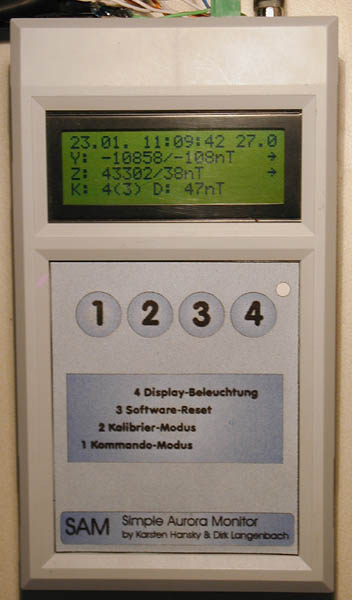 23.01. 11:09:42 27.0
Y: -10858/-108nT →
Z: 43302/38nT →
K: 4(3) D: 47nT
1 2 3 4
4 Display-Beleuchtung
3 Software-Reset
2 Kalibrier-Modus
1 Kommando-Modus
SAM Simple Aurora Monitor
by Karsten Hansky & Dirk Langenbach